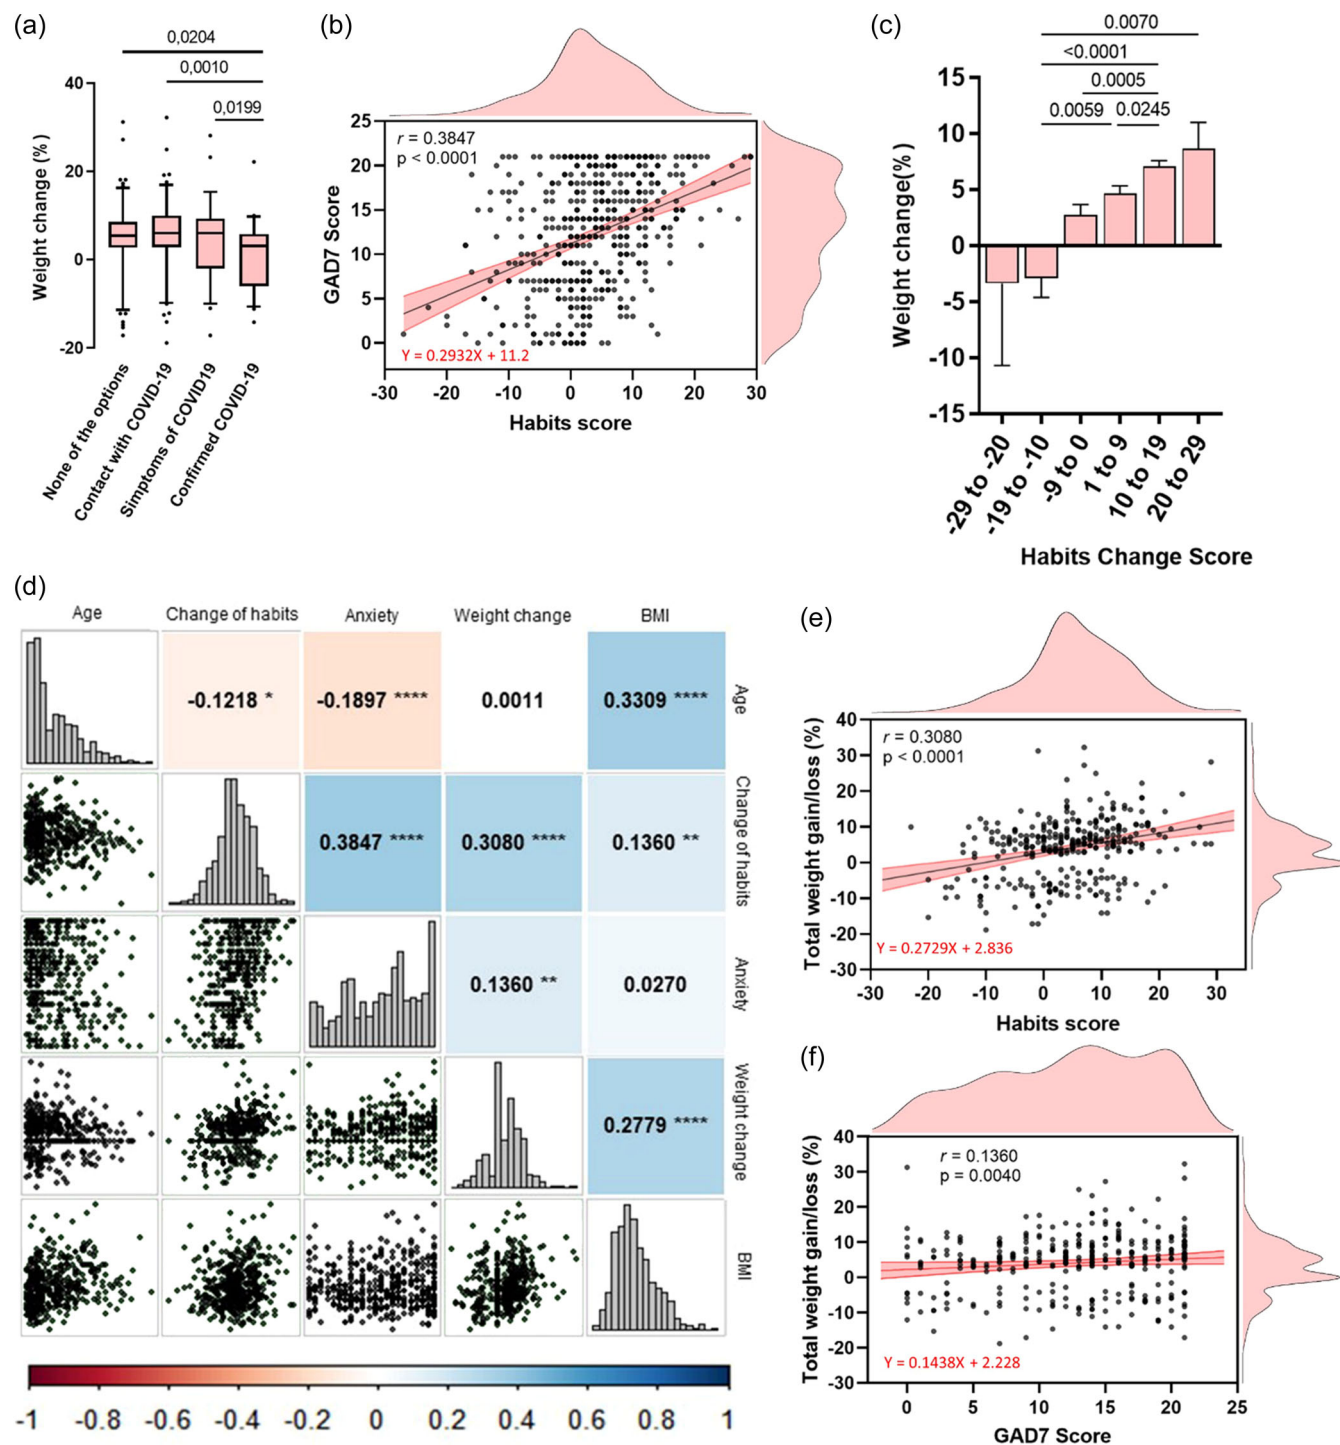 (a)
0,0204
0,0010
0,0199
Weight change (%)
40
20
0
-20
None of the options
Contact with COVID-19
Simptoms of COVID19
Confirmed COVID-19
(b)
r = 0.3847
p < 0.0001
GAD7 Score
25
20
15
10
5
0
Y = 0.2932X + 11.2
-30 -20 -10 0 10 20 30
Habits score
(c)
0.0070
<0.0001
0.0005
0.0059 0.0245
Weight change(%)
15
10
5
0
-5
-10
-15
-29 to -20
-19 to -10
-9 to 0
1 to 9
10 to 19
20 to 29
Habits Change Score
(d)
Age Change of habits Anxiety Weight change BMI
-0.1218 * -0.1897 **** 0.0011 0.3309 **** Age
0.3847 **** 0.3080 **** 0.1360 ** Change of habits
0.1360 ** 0.0270 Anxiety
0.2779 **** Weight change
BMI
-1 -0.8 -0.6 -0.4 -0.2 0 0.2 0.4 0.6 0.8 1
(e)
r = 0.3080
p < 0.0001
Total weight gain/loss (%)
40
30
20
10
0
-10
-20
-30
Y = 0.2729X + 2.836
-30 -20 -10 0 10 20 30
Habits score
(f)
r = 0.1360
p = 0.0040
Total weight gain/loss (%)
40
30
20
10
0
-10
-20
-30
Y = 0.1438X + 2.228
0 5 10 15 20 25
GAD7 Score